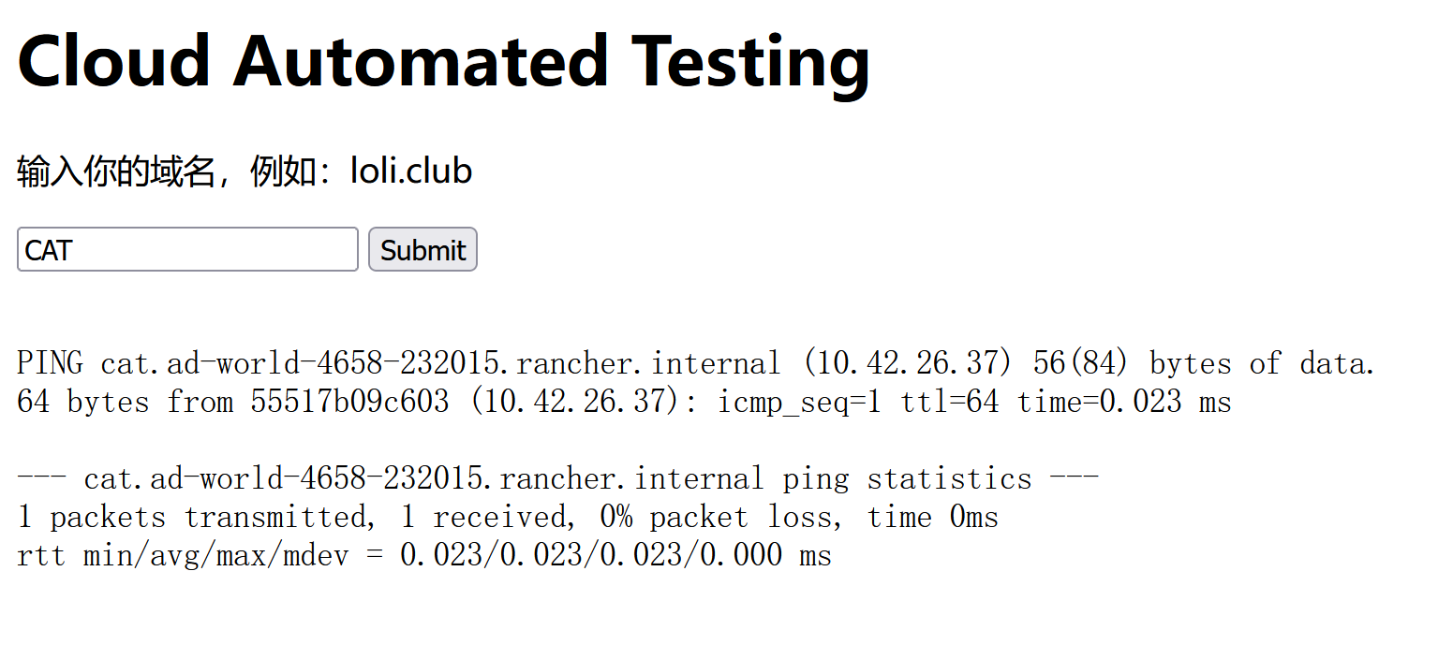 Cloud Automated Testing
输入你的域名，例如：loli.club
CAT Submit
PING cat.ad-world-4658-232015.rancher.internal (10.42.26.37) 56(84) bytes of data.
64 bytes from 55517b09c603 (10.42.26.37): icmp_seq=1 ttl=64 time=0.023 ms
--- cat.ad-world-4658-232015.rancher.internal ping statistics ---
1 packets transmitted, 1 received, 0% packet loss, time 0ms
rtt min/avg/max/mdev = 0.023/0.023/0.023/0.000 ms